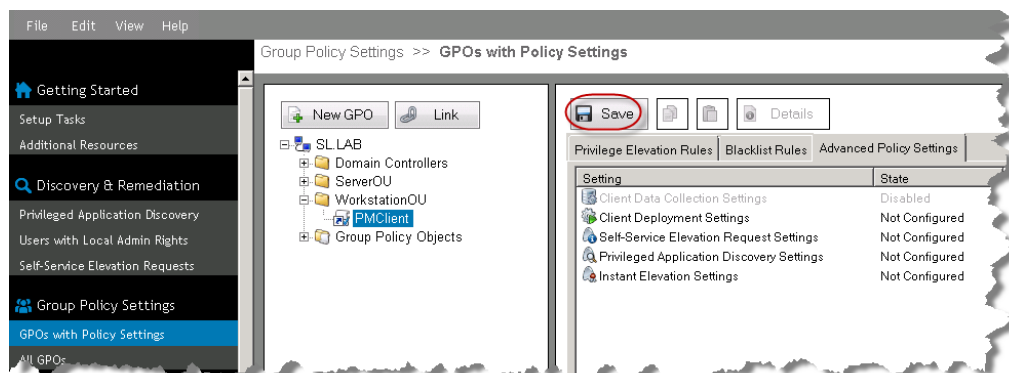 File Edit View Help
Group Policy Settings >> GPOs with Policy Settings
Getting Started
Setup Tasks
Additional Resources
Discovery & Remediation
Privileged Application Discovery
Users with Local Admin Rights
Self-Service Elevation Requests
Group Policy Settings
GPOs with Policy Settings
All GPOs
New GPO Link
SL.LAB
Domain Controllers
ServerOU
WorkstationOU
PMClient
Group Policy Objects
Save Details
Privilege Elevation Rules Blacklist Rules Advanced Policy Settings
Setting State
Client Data Collection Settings Disabled
Client Deployment Settings Not Configured
Self-Service Elevation Request Settings Not Configured
Privileged Application Discovery Settings Not Configured
Instant Elevation Settings Not Configured